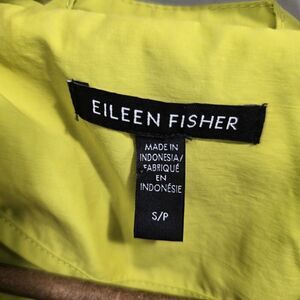 EILEEN FISHER
MADE IN
INDONESIA/
FABRIQUÉ
EN
INDONÉSIE
S/P